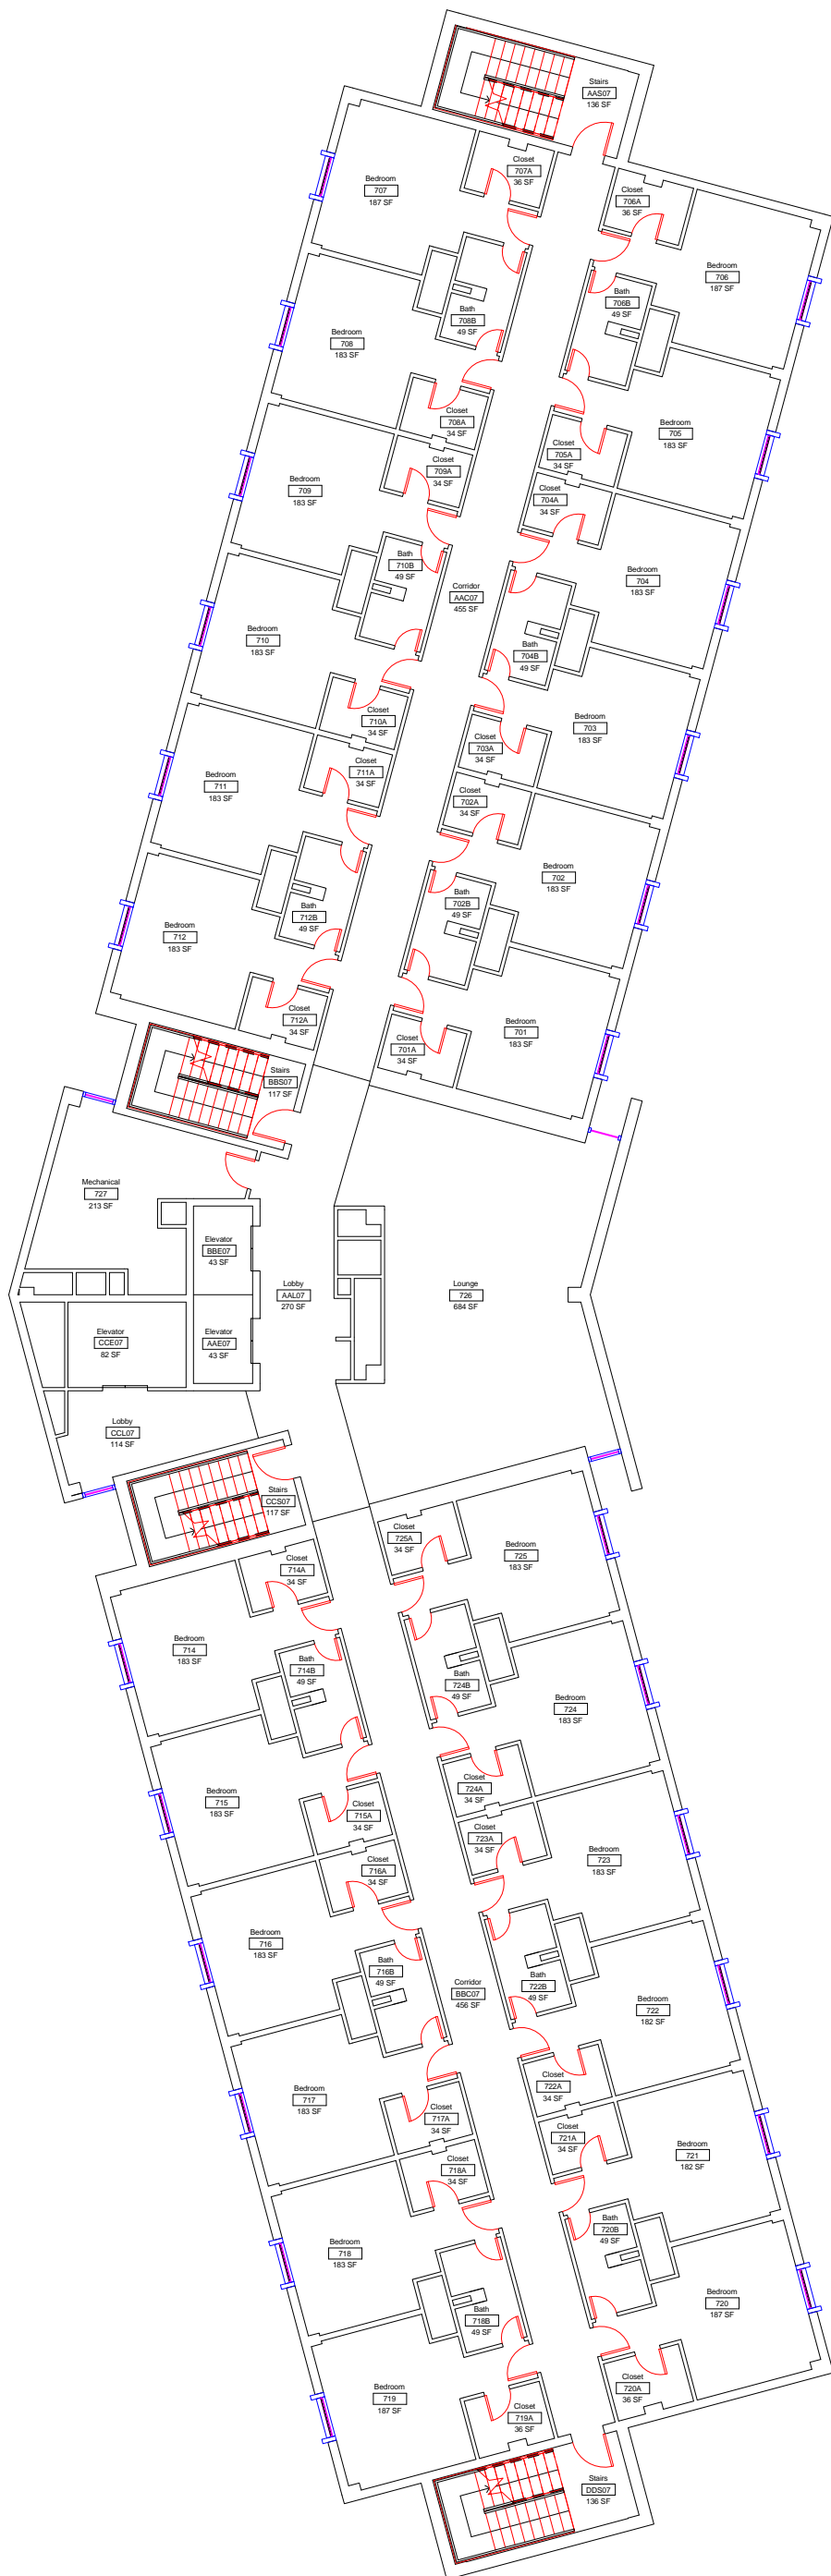 Stairs
AAS07
136 SF
Closet
707A
36 SF
Bedroom
707
187 SF
Closet
706A
36 SF
Bedroom
706
187 SF
Bath
706B
49 SF
Bath
708B
49 SF
Bedroom
708
183 SF
Closet
708A
34 SF
Bedroom
705
183 SF
Closet
705A
34 SF
Closet
709A
34 SF
Bedroom
709
183 SF
Closet
704A
34 SF
Bath
710B
49 SF
Corridor
AAC07
455 SF
Bedroom
704
183 SF
Bedroom
710
183 SF
Bath
704B
49 SF
Closet
710A
34 SF
Bedroom
703
183 SF
Closet
703A
34 SF
Closet
711A
34 SF
Bedroom
711
183 SF
Closet
702A
34 SF
Bedroom
702
183 SF
Bath
702B
49 SF
Bath
712B
49 SF
Bedroom
712
183 SF
Closet
712A
34 SF
Bedroom
701
183 SF
Closet
701A
34 SF
Stairs
BBS07
117 SF
Mechanical
727
213 SF
Elevator
BBE07
43 SF
Lobby
AAL07
270 SF
Lounge
726
684 SF
Elevator
CCE07
82 SF
Elevator
AAE07
43 SF
Lobby
CCL07
114 SF
Stairs
CCS07
117 SF
Closet
725A
34 SF
Bedroom
725
183 SF
Closet
714A
34 SF
Bedroom
714
183 SF
Bath
714B
49 SF
Bath
724B
49 SF
Bedroom
724
183 SF
Bedroom
715
183 SF
Closet
724A
34 SF
Closet
715A
34 SF
Closet
723A
34 SF
Bedroom
723
183 SF
Closet
716A
34 SF
Bedroom
716
183 SF
Bath
716B
49 SF
Corridor
BBC07
456 SF
Bath
722B
49 SF
Bedroom
722
182 SF
Bedroom
717
183 SF
Closet
722A
34 SF
Closet
717A
34 SF
Closet
721A
34 SF
Bedroom
721
182 SF
Closet
718A
34 SF
Bedroom
718
183 SF
Bath
720B
49 SF
Bath
718B
49 SF
Bedroom
720
187 SF
Bedroom
719
187 SF
Closet
720A
36 SF
Closet
719A
36 SF
Stairs
DDS07
136 SF